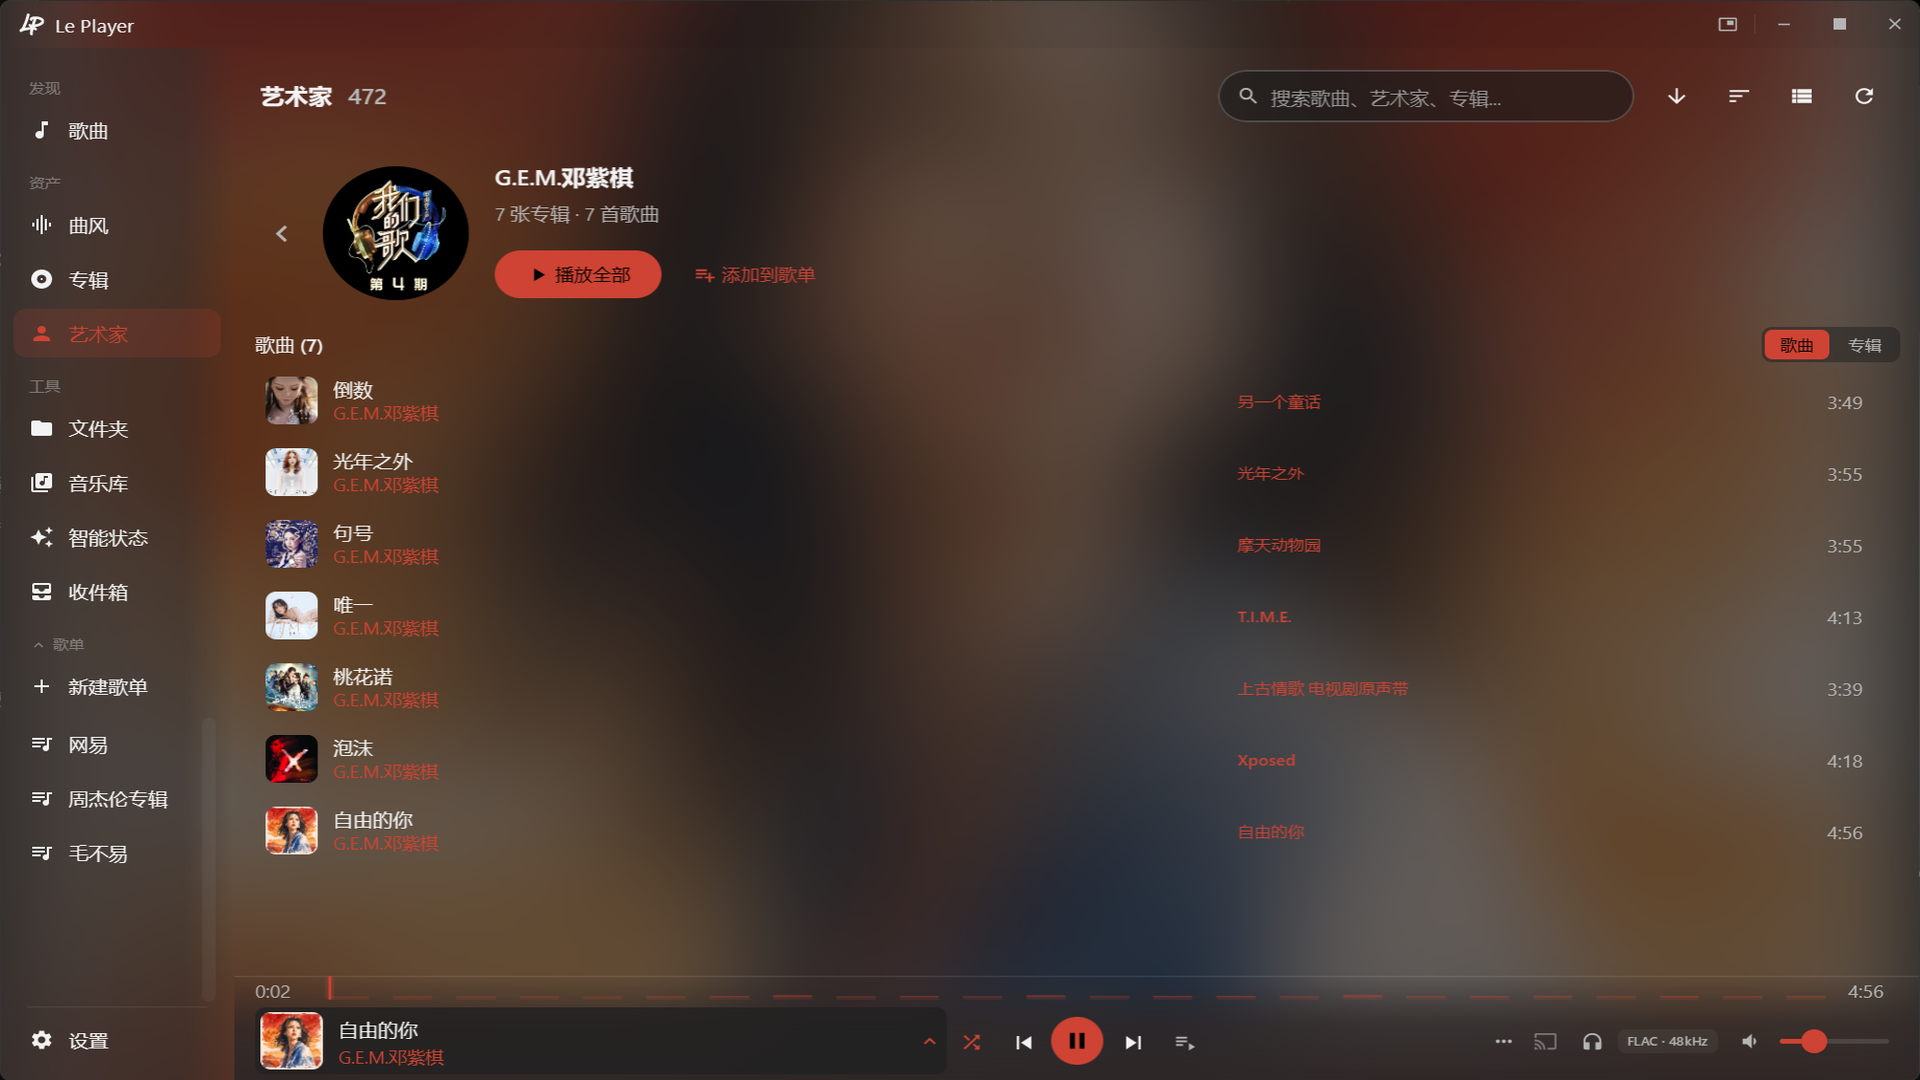 Le Player
发现
歌曲
资产
曲风
专辑
艺术家
工具
文件夹
音乐库
智能状态
收件箱
歌单
新建歌单
网易
周杰伦专辑
毛不易
设置
艺术家 472
搜索歌曲、艺术家、专辑...
我们的歌
第 4 期
G.E.M.邓紫棋
7 张专辑 · 7 首歌曲
播放全部
添加到歌单
歌曲 (7)
歌曲 专辑
倒数
G.E.M.邓紫棋
另一个童话
3:49
光年之外
G.E.M.邓紫棋
光年之外
3:55
句号
G.E.M.邓紫棋
摩天动物园
3:55
唯一
G.E.M.邓紫棋
T.I.M.E.
4:13
桃花诺
G.E.M.邓紫棋
上古情歌 电视剧原声带
3:39
泡沫
G.E.M.邓紫棋
Xposed
4:18
自由的你
G.E.M.邓紫棋
自由的你
4:56
0:02
4:56
自由的你
G.E.M.邓紫棋
FLAC · 48kHz